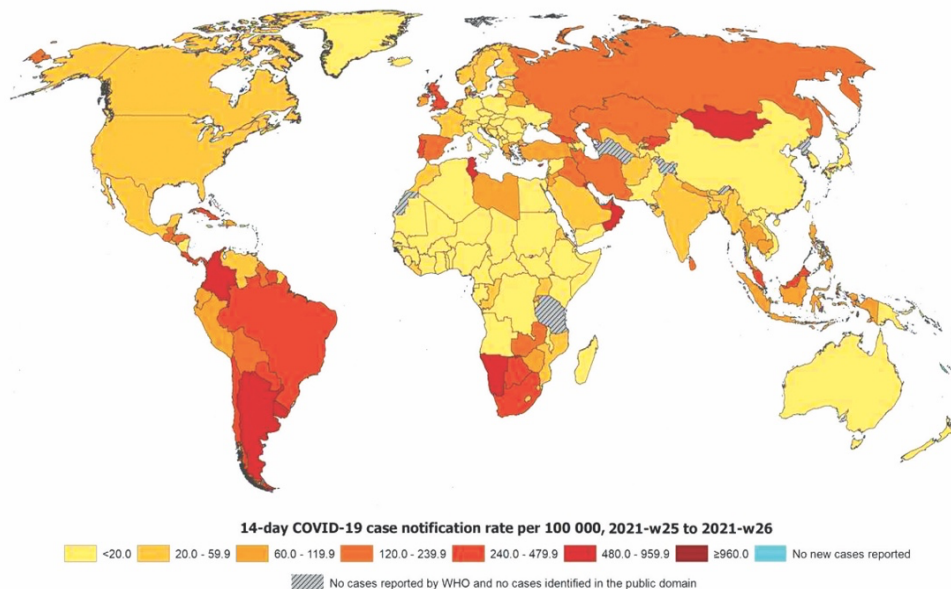 14-day COVID-19 case notification rate per 100 000, 2021-w25 to 2021-w26
<20.0 20.0 - 59.9 60.0 - 119.9 120.0 - 239.9 240.0 - 479.9 480.0 - 959.9 ≥960.0 No new cases reported
No cases reported by WHO and no cases identified in the public domain